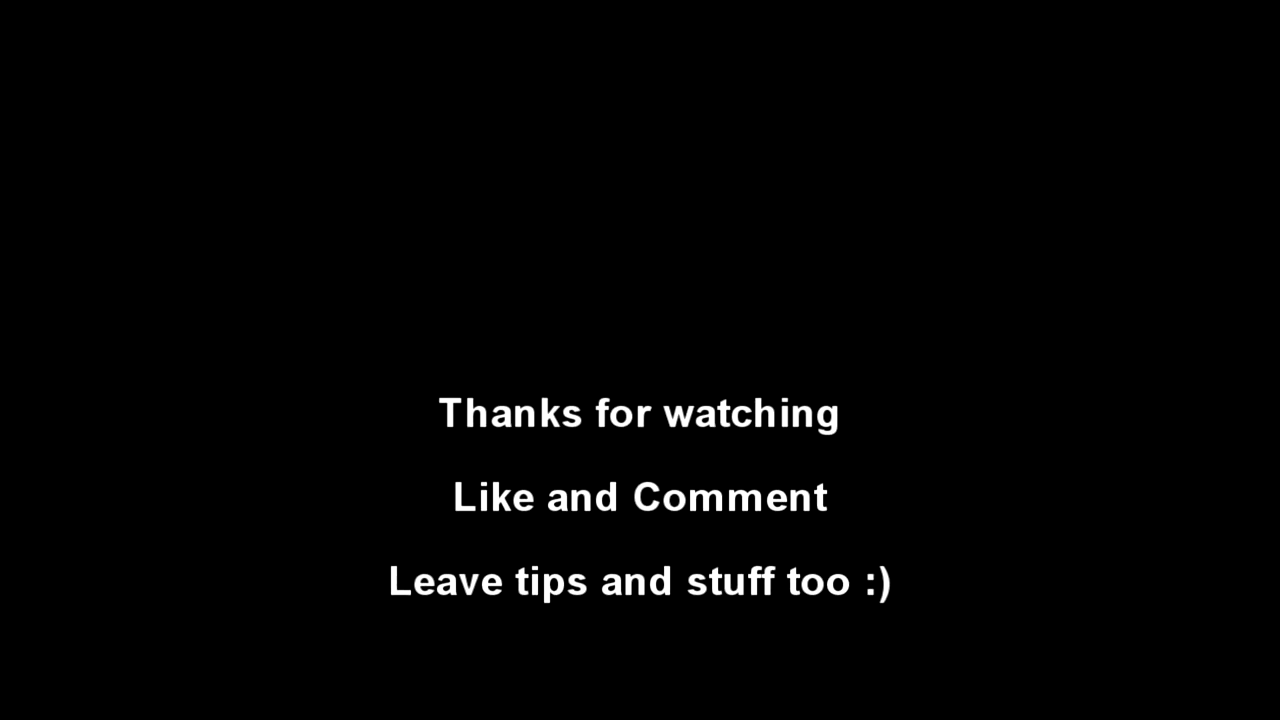 Thanks for watching
Like and Comment
Leave tips and stuff too :)